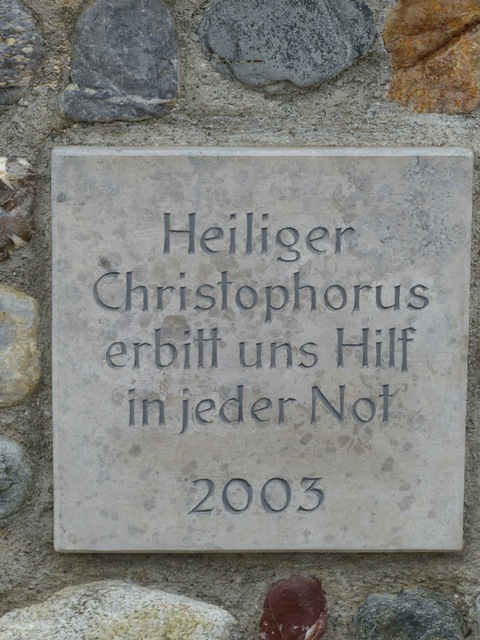 Heiliger
Christophorus
erbitt uns Hilf
in jeder Not
2003